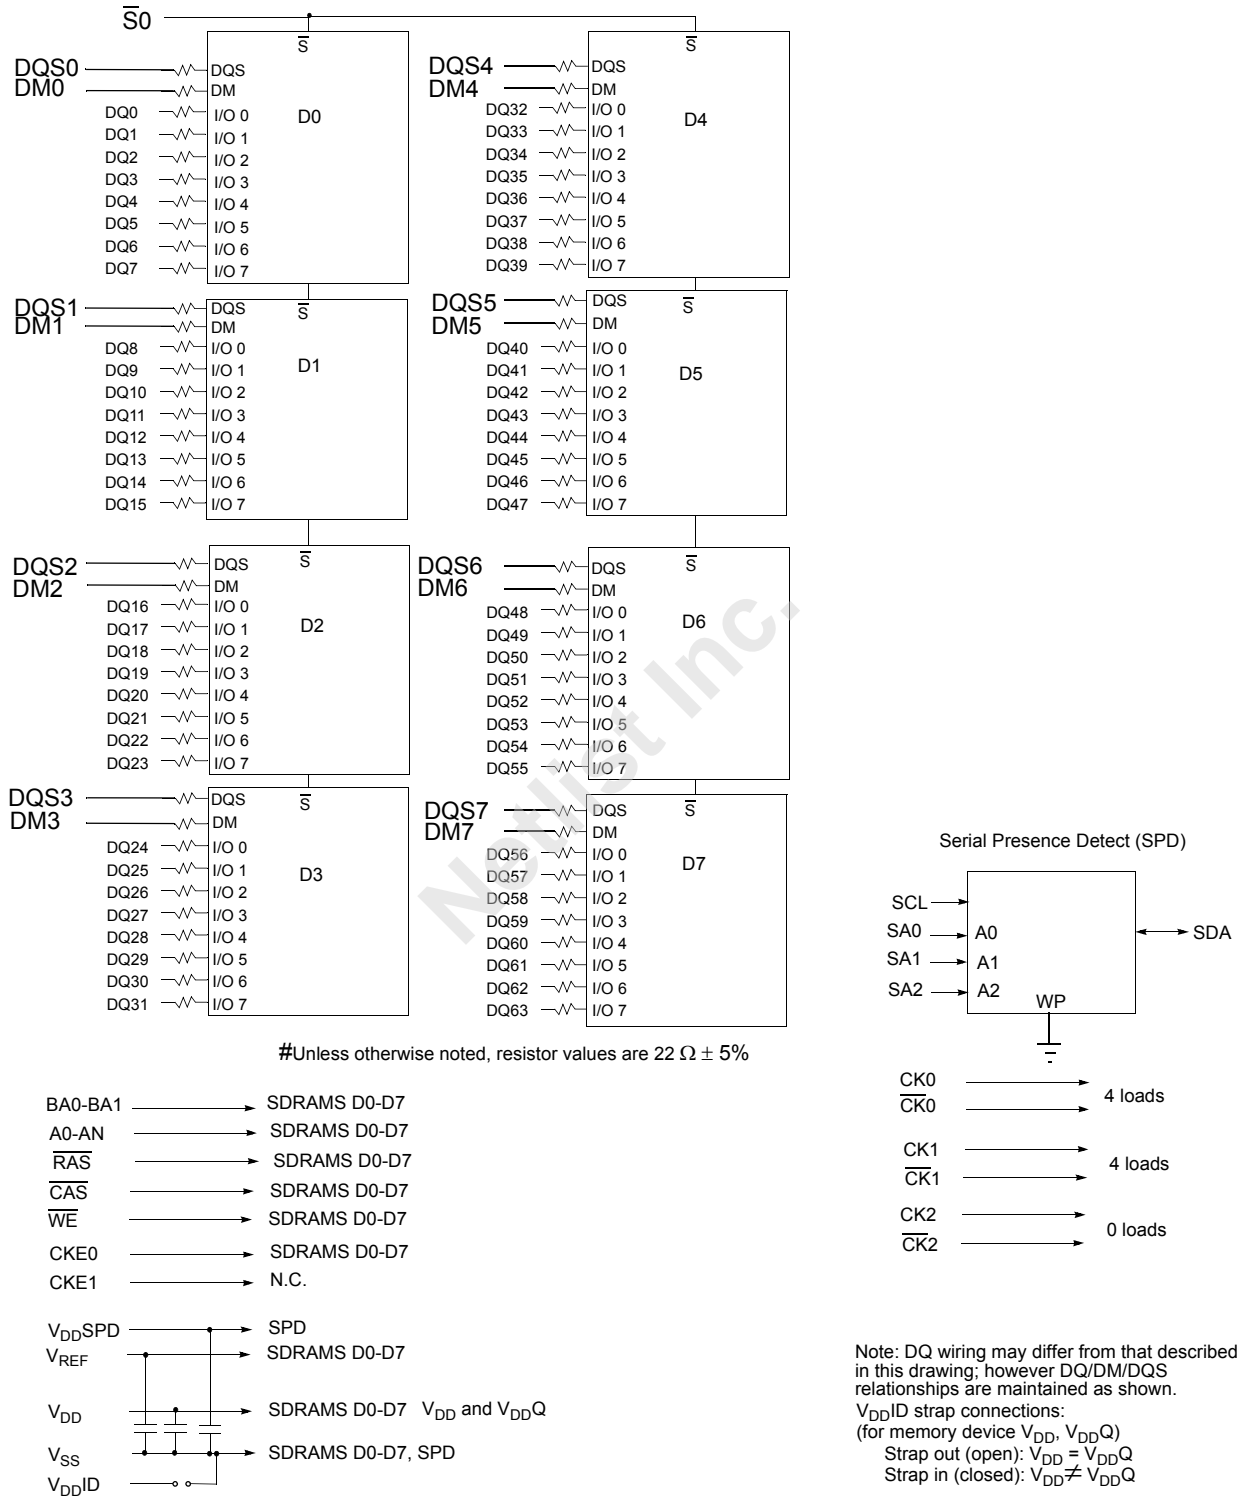 S̅0
S̅
DQS0 DQS
DM0 DM
DQ0 I/O 0
DQ1 I/O 1
DQ2 I/O 2
DQ3 I/O 3
DQ4 I/O 4
DQ5 I/O 5
DQ6 I/O 6
DQ7 I/O 7
D0
S̅
DQS4 DQS
DM4 DM
DQ32 I/O 0
DQ33 I/O 1
DQ34 I/O 2
DQ35 I/O 3
DQ36 I/O 4
DQ37 I/O 5
DQ38 I/O 6
DQ39 I/O 7
D4
S̅
DQS1 DQS
DM1 DM
DQ8 I/O 0
DQ9 I/O 1
DQ10 I/O 2
DQ11 I/O 3
DQ12 I/O 4
DQ13 I/O 5
DQ14 I/O 6
DQ15 I/O 7
D1
S̅
DQS5 DQS
DM5 DM
DQ40 I/O 0
DQ41 I/O 1
DQ42 I/O 2
DQ43 I/O 3
DQ44 I/O 4
DQ45 I/O 5
DQ46 I/O 6
DQ47 I/O 7
D5
S̅
DQS2 DQS
DM2 DM
DQ16 I/O 0
DQ17 I/O 1
DQ18 I/O 2
DQ19 I/O 3
DQ20 I/O 4
DQ21 I/O 5
DQ22 I/O 6
DQ23 I/O 7
D2
S̅
DQS6 DQS
DM6 DM
DQ48 I/O 0
DQ49 I/O 1
DQ50 I/O 2
DQ51 I/O 3
DQ52 I/O 4
DQ53 I/O 5
DQ54 I/O 6
DQ55 I/O 7
D6
S̅
DQS3 DQS
DM3 DM
DQ24 I/O 0
DQ25 I/O 1
DQ26 I/O 2
DQ27 I/O 3
DQ28 I/O 4
DQ29 I/O 5
DQ30 I/O 6
DQ31 I/O 7
D3
S̅
DQS7 DQS
DM7 DM
DQ56 I/O 0
DQ57 I/O 1
DQ58 I/O 2
DQ59 I/O 3
DQ60 I/O 4
DQ61 I/O 5
DQ62 I/O 6
DQ63 I/O 7
D7
Netlist Inc.
Serial Presence Detect (SPD)
SCL
SA0 A0
SA1 A1
SA2 A2
WP
SDA
#Unless otherwise noted, resistor values are 22 Ω ± 5%
BA0-BA1 SDRAMS D0-D7
A0-AN SDRAMS D0-D7
R̅A̅S̅ SDRAMS D0-D7
C̅A̅S̅ SDRAMS D0-D7
W̅E̅ SDRAMS D0-D7
CKE0 SDRAMS D0-D7
CKE1 N.C.
VDDSPD SPD
VREF SDRAMS D0-D7
VDD SDRAMS D0-D7 VDD and VDDQ
VSS SDRAMS D0-D7, SPD
VDDID
CK0
C̅K̅0̅
4 loads
CK1
C̅K̅1
4 loads
CK2
C̅K̅2
0 loads
Note: DQ wiring may differ from that described
in this drawing; however DQ/DM/DQS
relationships are maintained as shown.
VDDID strap connections:
(for memory device VDD, VDDQ)
Strap out (open): VDD = VDDQ
Strap in (closed): VDD ≠ VDDQ